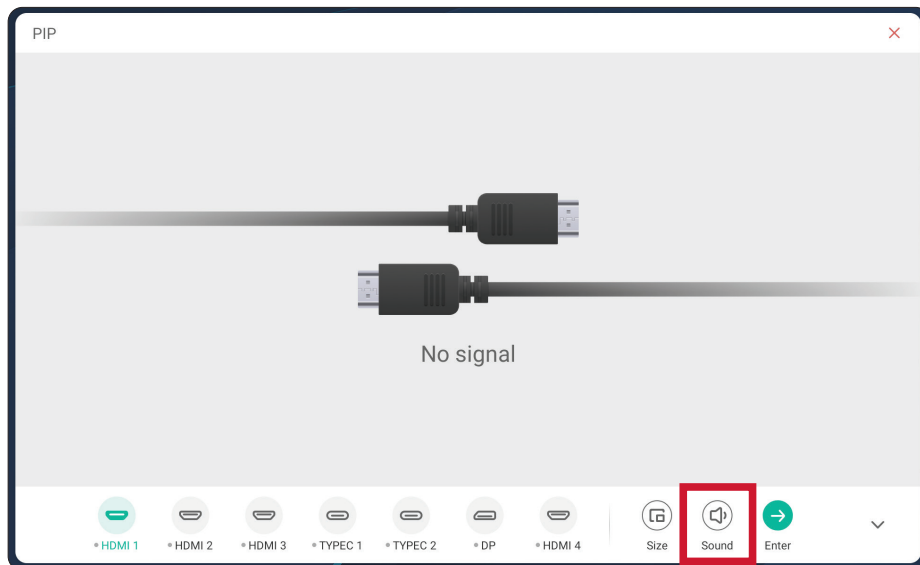 PIP
No signal
HDMI 1 HDMI 2 HDMI 3 TYPEC 1 TYPEC 2 DP HDMI 4 Size Sound Enter